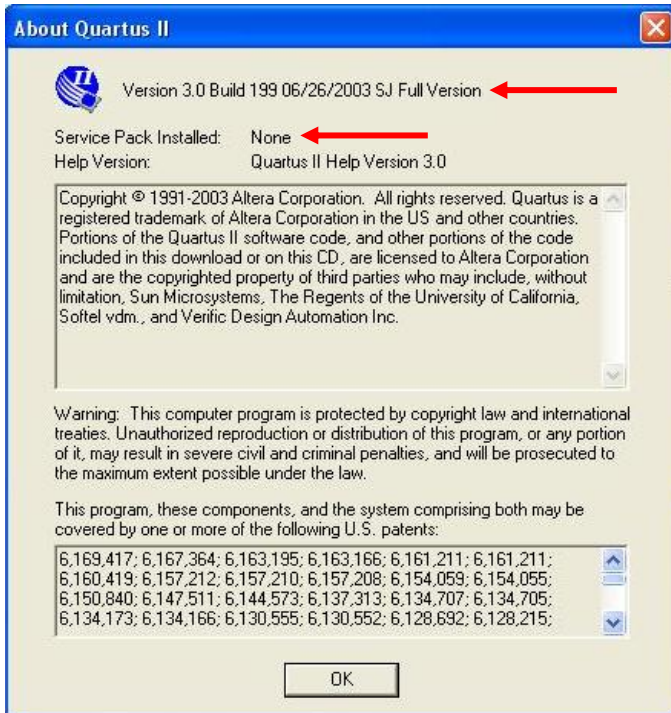 About Quartus II
II
Version 3.0 Build 199 06/26/2003 SJ Full Version
Service Pack Installed: None
Help Version: Quartus II Help Version 3.0
Copyright © 1991-2003 Altera Corporation.  All rights reserved. Quartus is a
registered trademark of Altera Corporation in the US and other countries.
Portions of the Quartus II software code, and other portions of the code
included in this download or on this CD, are licensed to Altera Corporation
and are the copyrighted property of third parties who may include, without
limitation, Sun Microsystems, The Regents of the University of California,
Softel vdm., and Verific Design Automation Inc.
Warning:  This computer program is protected by copyright law and international
treaties. Unauthorized reproduction or distribution of this program, or any portion
of it, may result in severe civil and criminal penalties, and will be prosecuted to
the maximum extent possible under the law.
This program, these components, and the system comprising both may be
covered by one or more of the following U.S. patents:
6,169,417; 6,167,364; 6,163,195; 6,163,166; 6,161,211; 6,161,211;
6,160,419; 6,157,212; 6,157,210; 6,157,208; 6,154,059; 6,154,055;
6,150,840; 6,147,511; 6,144,573; 6,137,313; 6,134,707; 6,134,705;
6,134,173; 6,134,166; 6,130,555; 6,130,552; 6,128,692; 6,128,215;
OK